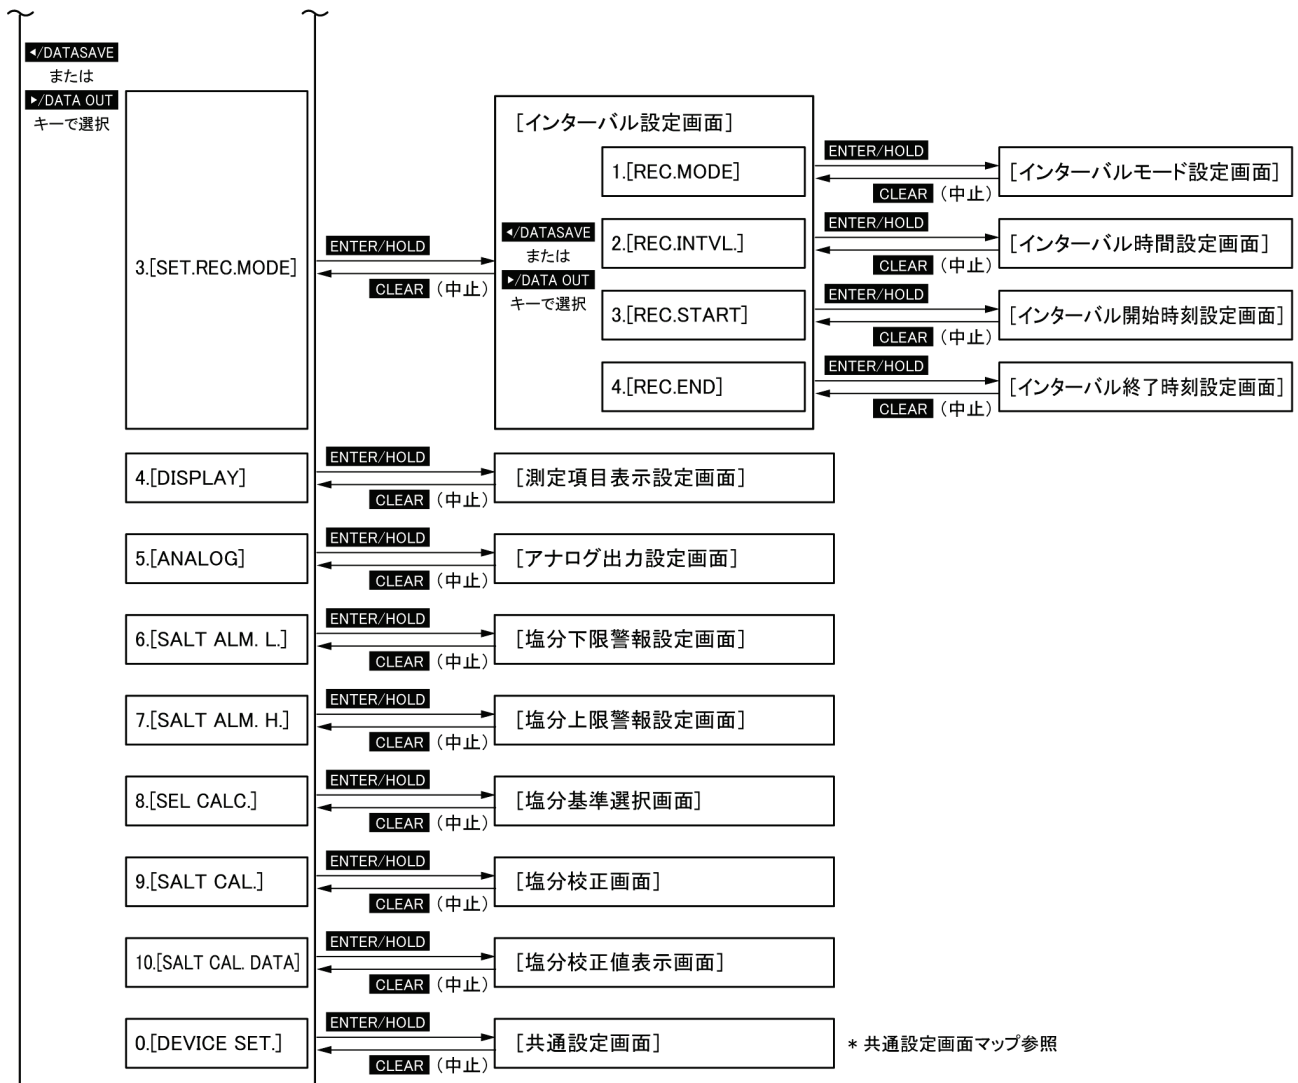 ◂/DATASAVE
または
▸/DATA OUT
キーで選択
3.[SET.REC.MODE]
ENTER/HOLD
CLEAR (中止)
[インターバル設定画面]
◂/DATASAVE
または
▸/DATA OUT
キーで選択
1.[REC.MODE]
ENTER/HOLD
CLEAR (中止)
[インターバルモード設定画面]
2.[REC.INTVL.]
ENTER/HOLD
CLEAR (中止)
[インターバル時間設定画面]
3.[REC.START]
ENTER/HOLD
CLEAR (中止)
[インターバル開始時刻設定画面]
4.[REC.END]
ENTER/HOLD
CLEAR (中止)
[インターバル終了時刻設定画面]
4.[DISPLAY]
ENTER/HOLD
CLEAR (中止)
[測定項目表示設定画面]
5.[ANALOG]
ENTER/HOLD
CLEAR (中止)
[アナログ出力設定画面]
6.[SALT ALM. L.]
ENTER/HOLD
CLEAR (中止)
[塩分下限警報設定画面]
7.[SALT ALM. H.]
ENTER/HOLD
CLEAR (中止)
[塩分上限警報設定画面]
8.[SEL CALC.]
ENTER/HOLD
CLEAR (中止)
[塩分基準選択画面]
9.[SALT CAL.]
ENTER/HOLD
CLEAR (中止)
[塩分校正画面]
10.[SALT CAL. DATA]
ENTER/HOLD
CLEAR (中止)
[塩分校正値表示画面]
0.[DEVICE SET.]
ENTER/HOLD
CLEAR (中止)
[共通設定画面]
* 共通設定画面マップ参照